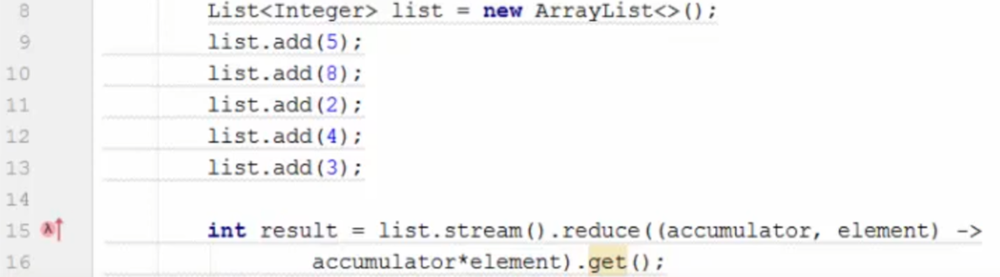 8 List<Integer> list = new ArrayList<>();
9 list.add(5);
10 list.add(8);
11 list.add(2);
12 list.add(4);
13 list.add(3);
14
15 λ int result = list.stream().reduce((accumulator, element) ->
16 accumulator*element).get();